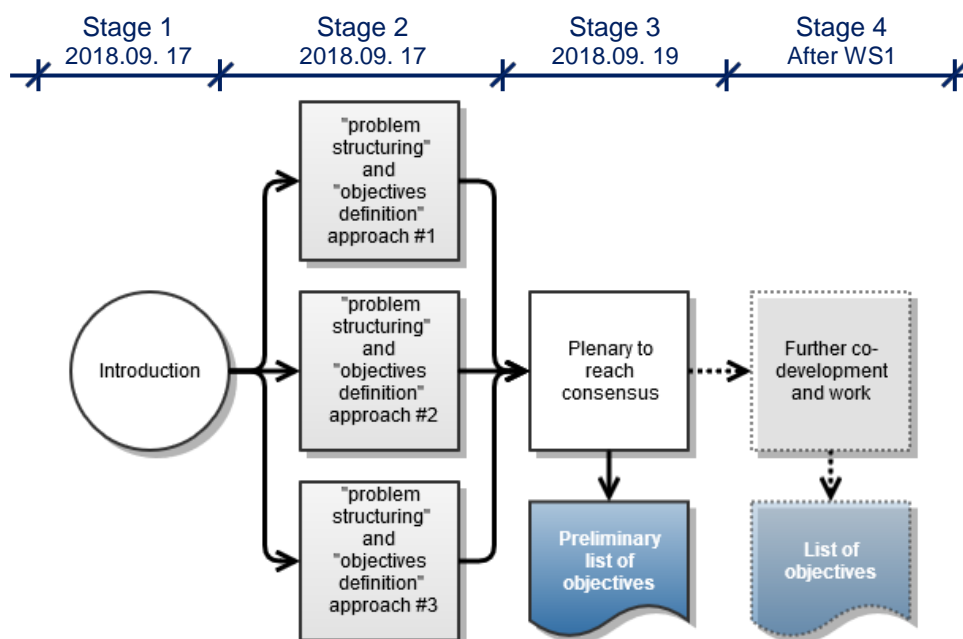 Stage 1
2018.09. 17
Stage 2
2018.09. 17
Stage 3
2018.09. 19
Stage 4
After WS1
"problem
structuring"
and
"objectives
definition"
approach #1
Introduction
"problem
structuring"
and
"objectives
definition"
approach #2
Plenary to
reach
consensus
Further co-
development
and work
"problem
structuring"
and
"objectives
definition"
approach #3
Preliminary
list of
objectives
List of
objectives